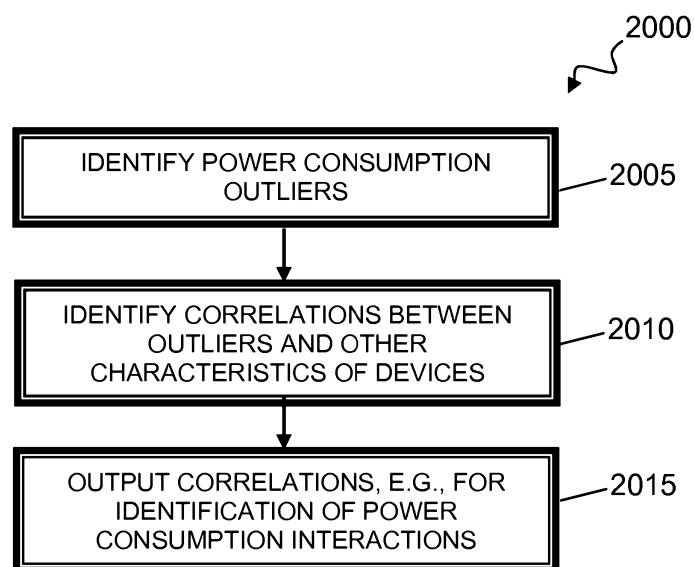 2000
IDENTIFY POWER CONSUMPTION
OUTLIERS
2005
IDENTIFY CORRELATIONS BETWEEN
OUTLIERS AND OTHER
CHARACTERISTICS OF DEVICES
2010
OUTPUT CORRELATIONS, E.G., FOR
IDENTIFICATION OF POWER
CONSUMPTION INTERACTIONS
2015